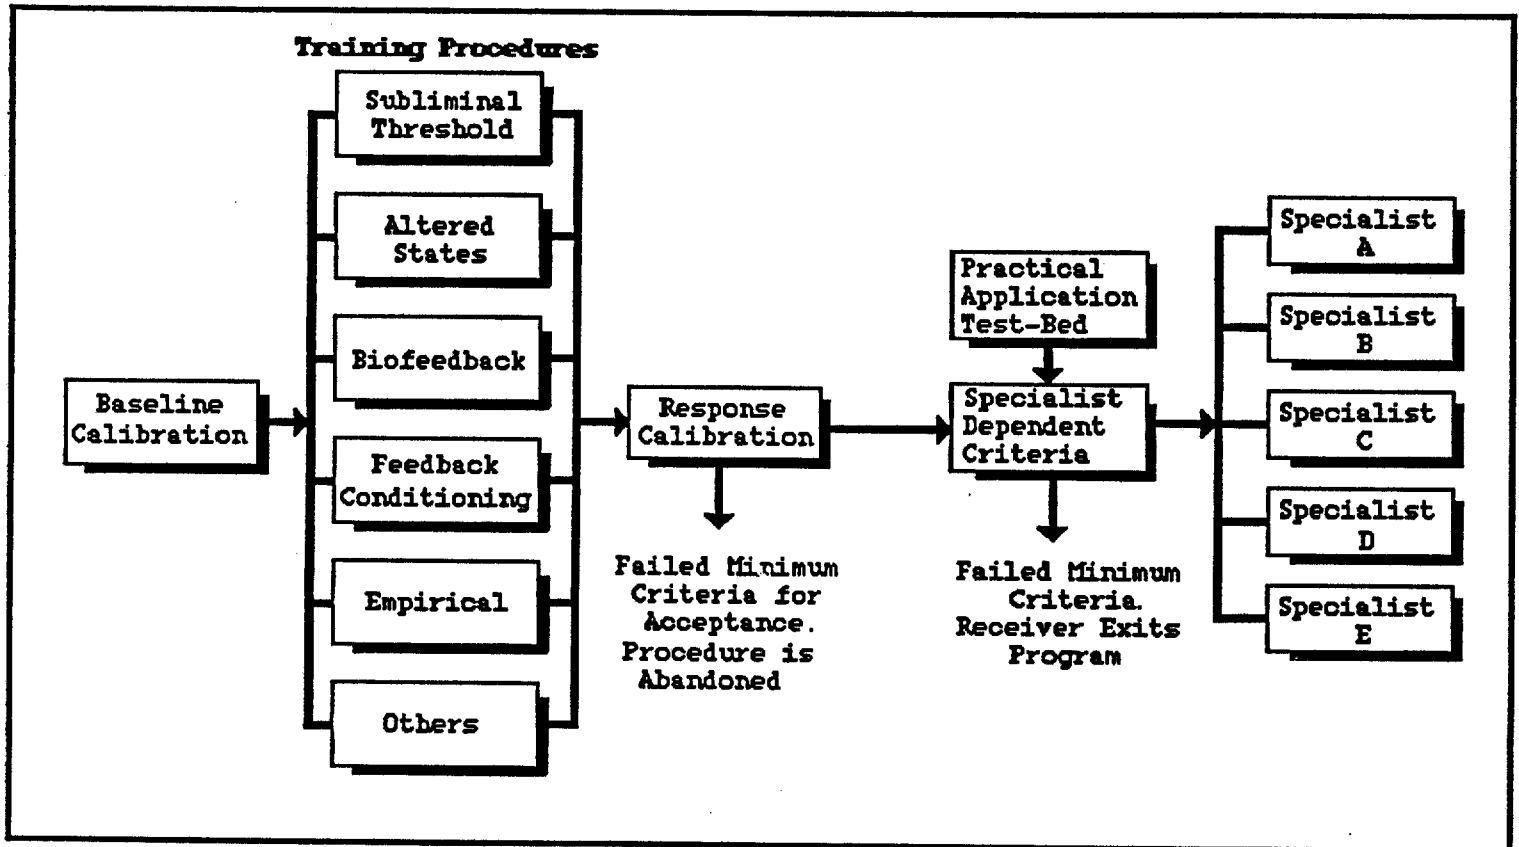 Training Procedures
Subliminal
Threshold
Altered
States
Biofeedback
Feedback
Conditioning
Empirical
Others
Baseline
Calibration
Response
Calibration
Failed Minimum
Criteria for
Acceptance.
Procedure is
Abandoned
Practical
Application
Test-Bed
Specialist
Dependent
Criteria
Failed Minimum
Criteria.
Receiver Exits
Program
Specialist
A
Specialist
B
Specialist
C
Specialist
D
Specialist
E